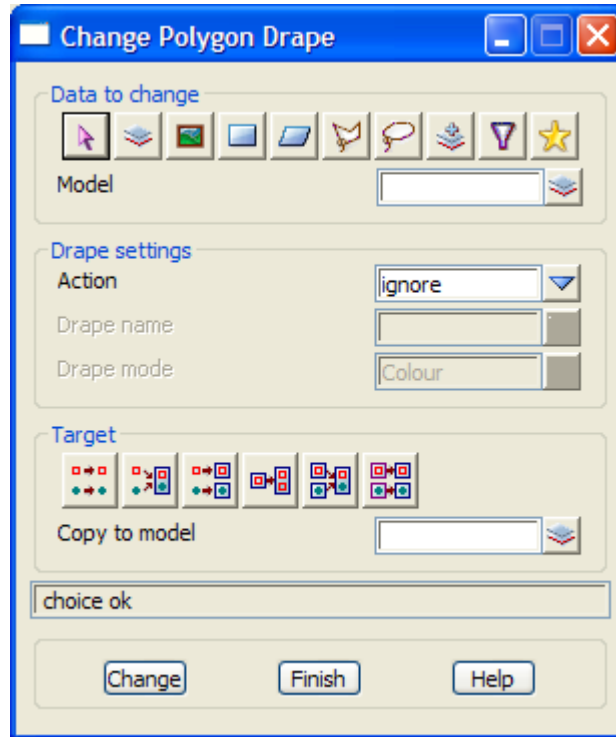 Change Polygon Drape
Data to change
Model
Drape settings
Action ignore
Drape name
Drape mode Colour
Target
Copy to model
choice ok
Change Finish Help